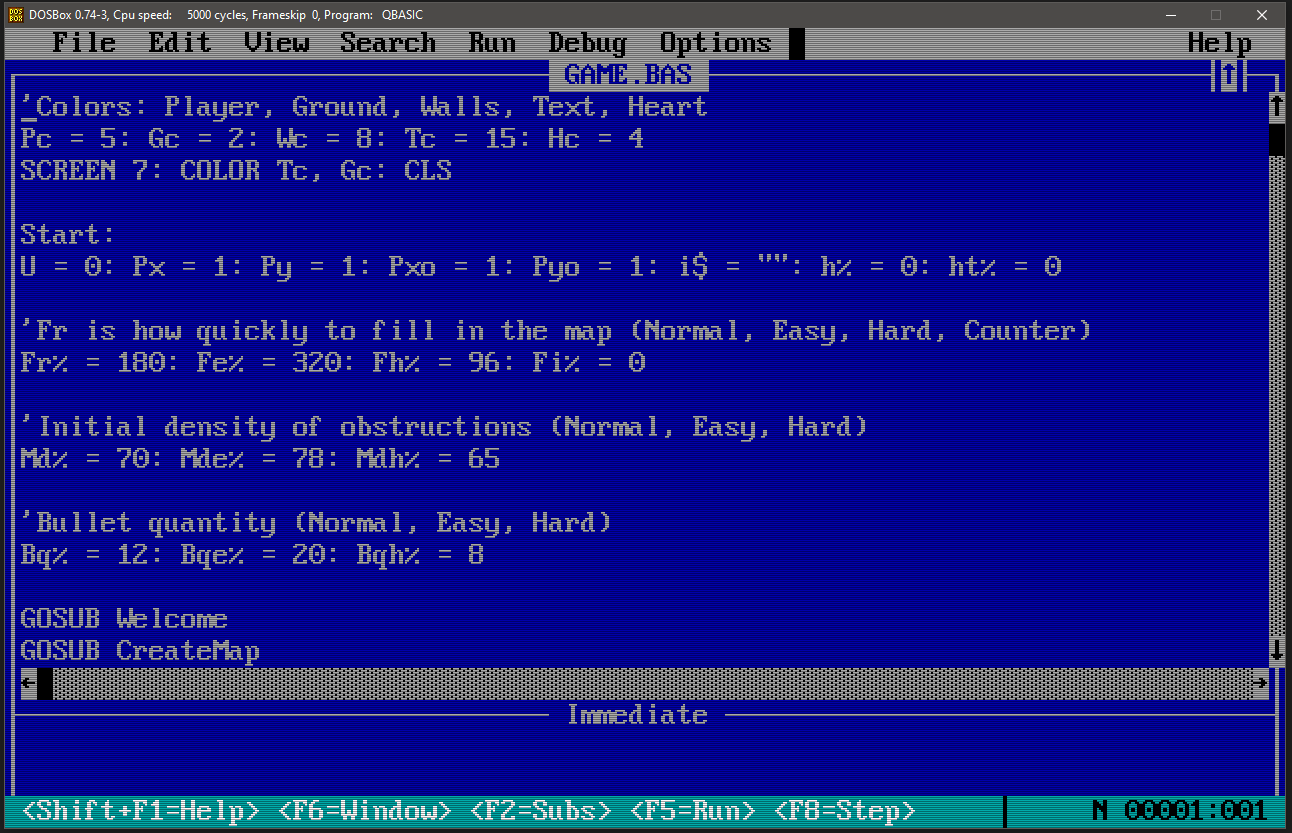 DOSBox 0.74-3, Cpu speed: 5000 cycles, Frameskip 0, Program: QBASIC
File Edit View Search Run Debug Options Help
GAME.BAS
'Colors: Player, Ground, Walls, Text, Heart
Pc = 5: Gc = 2: Wc = 8: Tc = 15: Hc = 4
SCREEN 7: COLOR Tc, Gc: CLS
Start:
U = 0: Px = 1: Py = 1: Pxo = 1: Pyo = 1: i$ = "": h% = 0: ht% = 0
'Fr is how quickly to fill in the map (Normal, Easy, Hard, Counter)
Fr% = 180: Fe% = 320: Fh% = 96: Fi% = 0
'Initial density of obstructions (Normal, Easy, Hard)
Md% = 70: Mde% = 78: Mdh% = 65
'Bullet quantity (Normal, Easy, Hard)
Bq% = 12: Bqe% = 20: Bqh% = 8
GOSUB Welcome
GOSUB CreateMap
Immediate
<Shift+F1=Help> <F6=Window> <F2=Subs> <F5=Run> <F8=Step> N 00001:001